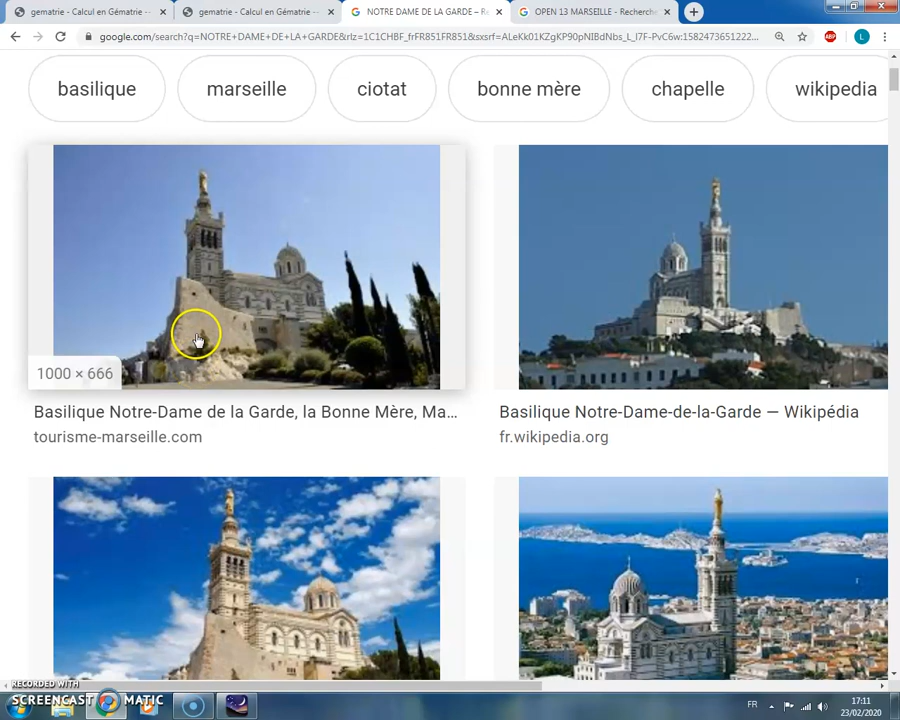 gematrie - Calcul en Gématrie - -
gematrie - Calcul en Gématrie - -
NOTRE DAME DE LA GARDE – Re
OPEN 13 MARSEILLE - Recherche
google.com/search?q=NOTRE+DAME+DE+LA+GARDE&rlz=1C1CHBF_frFR851FR851&sxsrf=ALeKk01KZgKP90pNIBdNbs_L_I7F-PvC6w:1582473651222...
ABP
L
basilique
marseille
ciotat
bonne mère
chapelle
wikipedia
1000 × 666
Basilique Notre-Dame de la Garde, la Bonne Mère, Ma...
tourisme-marseille.com
Basilique Notre-Dame-de-la-Garde — Wikipédia
fr.wikipedia.org
RECORDED WITH
SCREENCAST MATIC
FR
17:11
23/02/2020